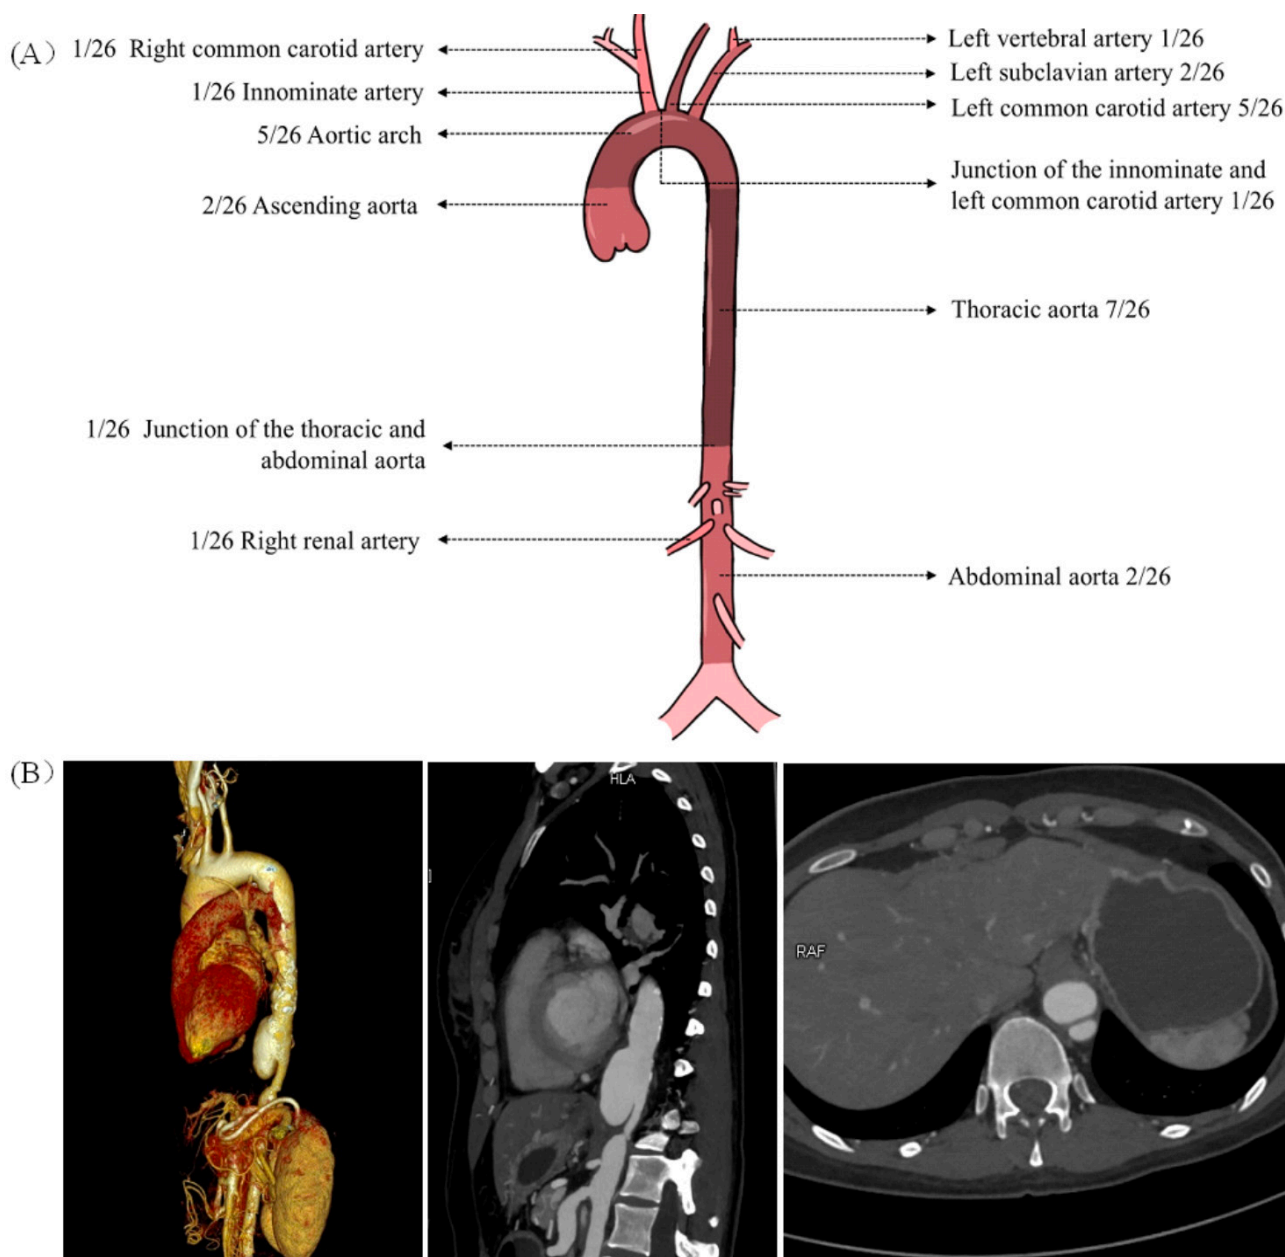 (A)
1/26 Right common carotid artery
1/26 Innominate artery
5/26 Aortic arch
2/26 Ascending aorta
Left vertebral artery 1/26
Left subclavian artery 2/26
Left common carotid artery 5/26
Junction of the innominate and
left common carotid artery 1/26
Thoracic aorta 7/26
1/26 Junction of the thoracic and
abdominal aorta
1/26 Right renal artery
Abdominal aorta 2/26
(B)
HLA
RAF